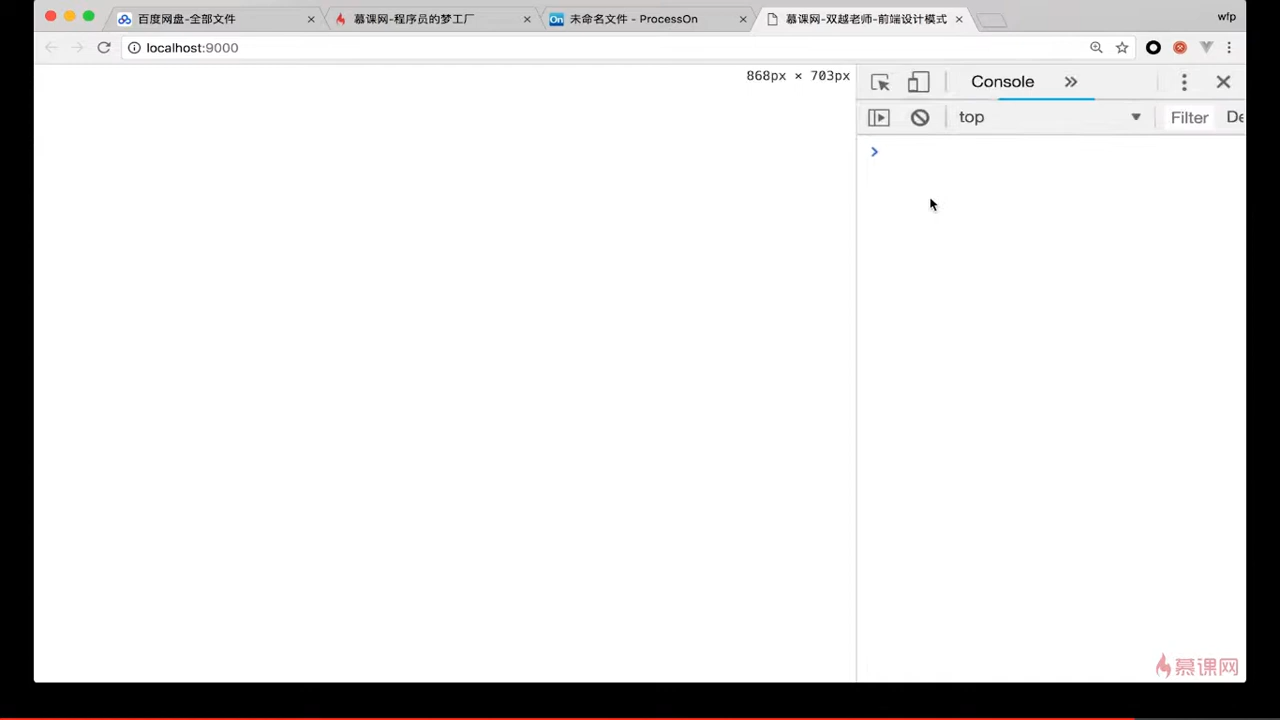 百度网盘-全部文件
慕课网-程序员的梦工厂
未命名文件 - ProcessOn
慕课网-双越老师-前端设计模式
wfp
localhost:9000
868px × 703px
Console
top
Filter
De
慕课网